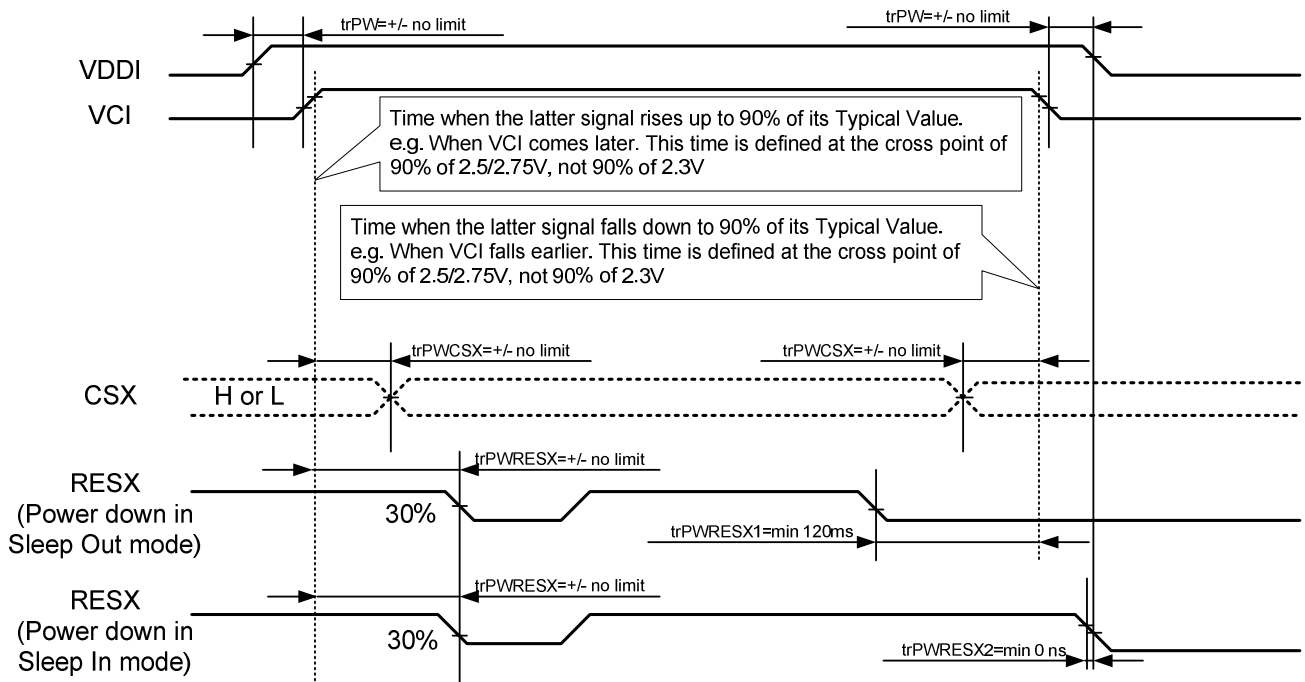 trPW=+/- no limit
trPW=+/- no limit
VDDI
VCI
Time when the latter signal rises up to 90% of its Typical Value.
e.g. When VCI comes later. This time is defined at the cross point of
90% of 2.5/2.75V, not 90% of 2.3V
Time when the latter signal falls down to 90% of its Typical Value.
e.g. When VCI falls earlier. This time is defined at the cross point of
90% of 2.5/2.75V, not 90% of 2.3V
trPWCSX=+/- no limit
trPWCSX=+/- no limit
CSX
H or L
trPWRESX=+/- no limit
RESX
(Power down in
Sleep Out mode)
30%
trPWRESX1=min 120ms
trPWRESX=+/- no limit
RESX
(Power down in
Sleep In mode)
30%
trPWRESX2=min 0 ns